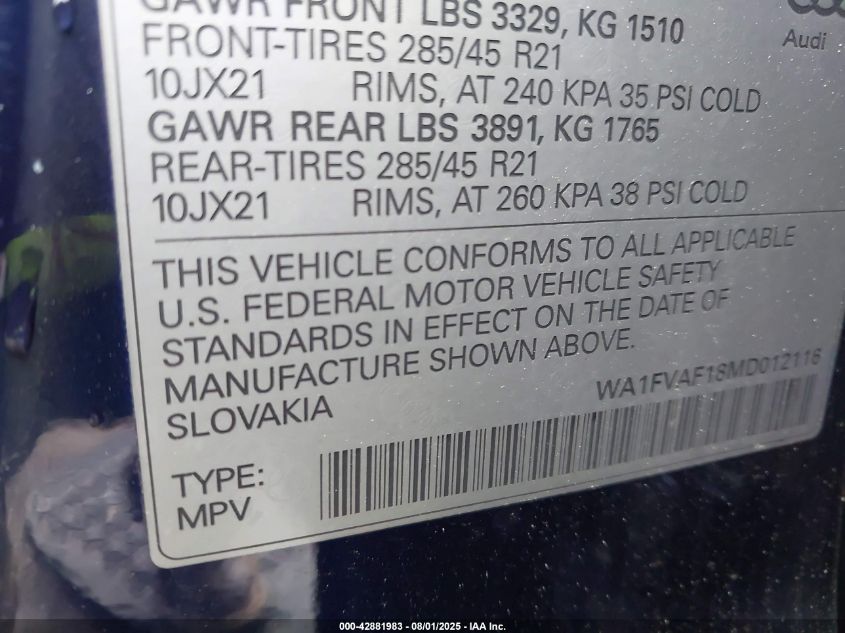 GAWR FRONT LBS 3329, KG 1510
FRONT-TIRES 285/45 R21
10JX21 RIMS, AT 240 KPA 35 PSI COLD
GAWR REAR LBS 3891, KG 1765
REAR-TIRES 285/45 R21
10JX21 RIMS, AT 260 KPA 38 PSI COLD
Audi
THIS VEHICLE CONFORMS TO ALL APPLICABLE
U.S. FEDERAL MOTOR VEHICLE SAFETY
STANDARDS IN EFFECT ON THE DATE OF
MANUFACTURE SHOWN ABOVE.
SLOVAKIA
WA1FVAF18MD012116
TYPE:
MPV
000-42881983 - 08/01/2025 - IAA Inc.